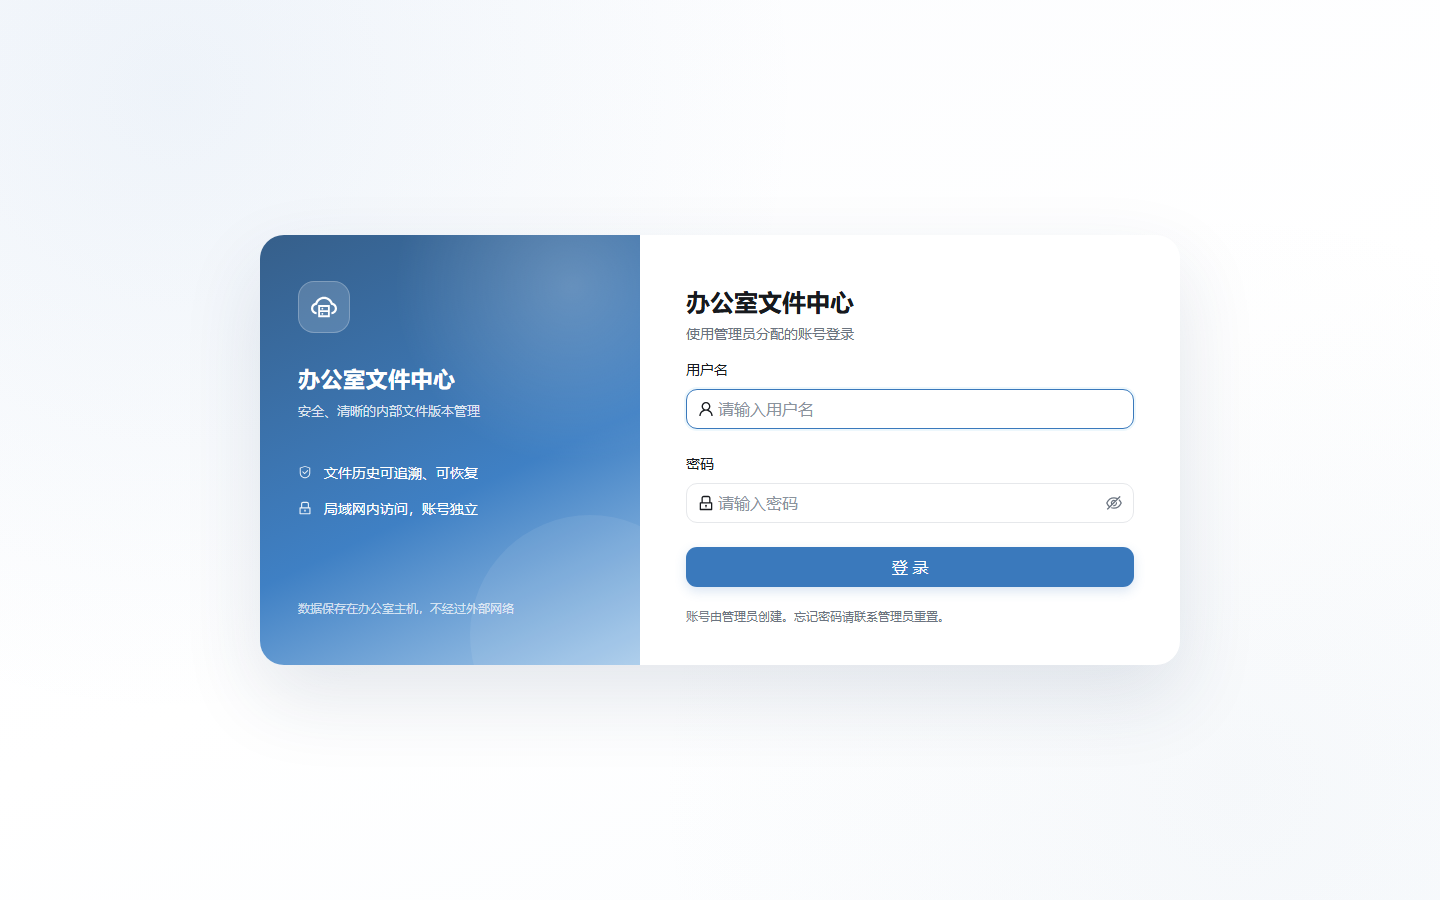 办公室文件中心
安全、清晰的内部文件版本管理
文件历史可追溯、可恢复
局域网内访问，账号独立
数据保存在办公室主机，不经过外部网络
办公室文件中心
使用管理员分配的账号登录
用户名
请输入用户名
密码
请输入密码
登 录
账号由管理员创建。忘记密码请联系管理员重置。